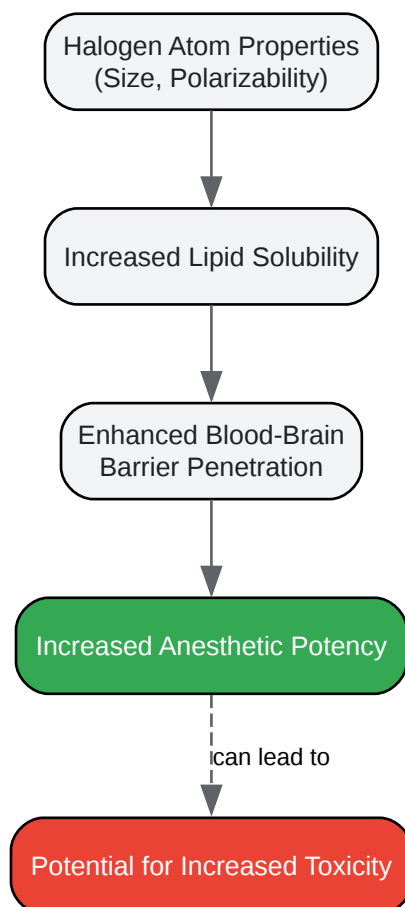 Halogen Atom Properties
(Size, Polarizability)
Increased Lipid Solubility
Enhanced Blood-Brain
Barrier Penetration
Increased Anesthetic Potency
can lead to
Potential for Increased Toxicity